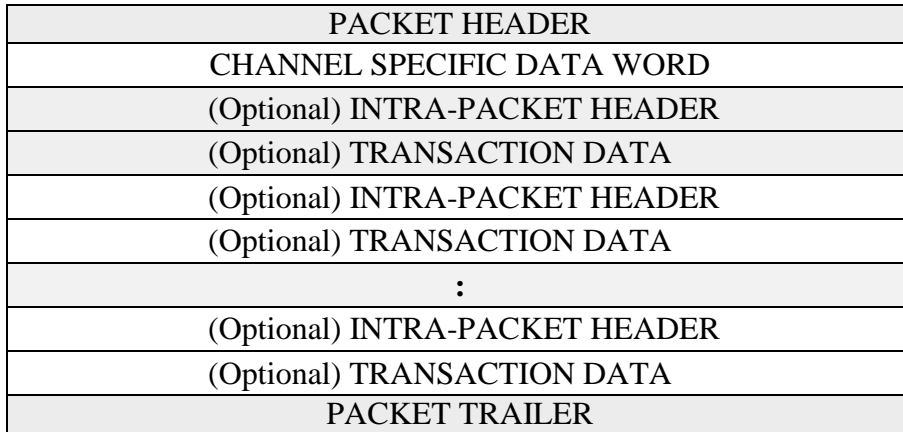 PACKET HEADER
CHANNEL SPECIFIC DATA WORD
(Optional) INTRA-PACKET HEADER
(Optional) TRANSACTION DATA
(Optional) INTRA-PACKET HEADER
(Optional) TRANSACTION DATA
:
(Optional) INTRA-PACKET HEADER
(Optional) TRANSACTION DATA
PACKET TRAILER